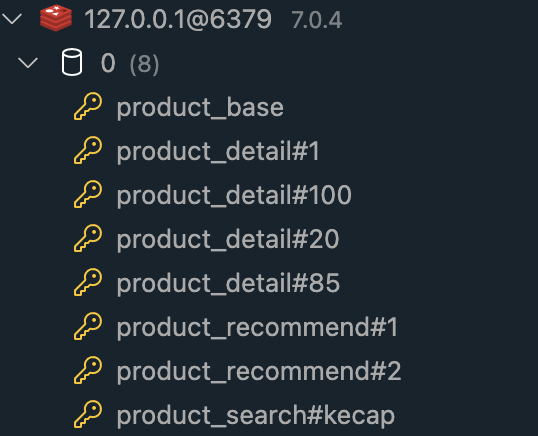 127.0.0.1@6379 7.0.4
0 (8)
product_base
product_detail#1
product_detail#100
product_detail#20
product_detail#85
product_recommend#1
product_recommend#2
product_search#kecap